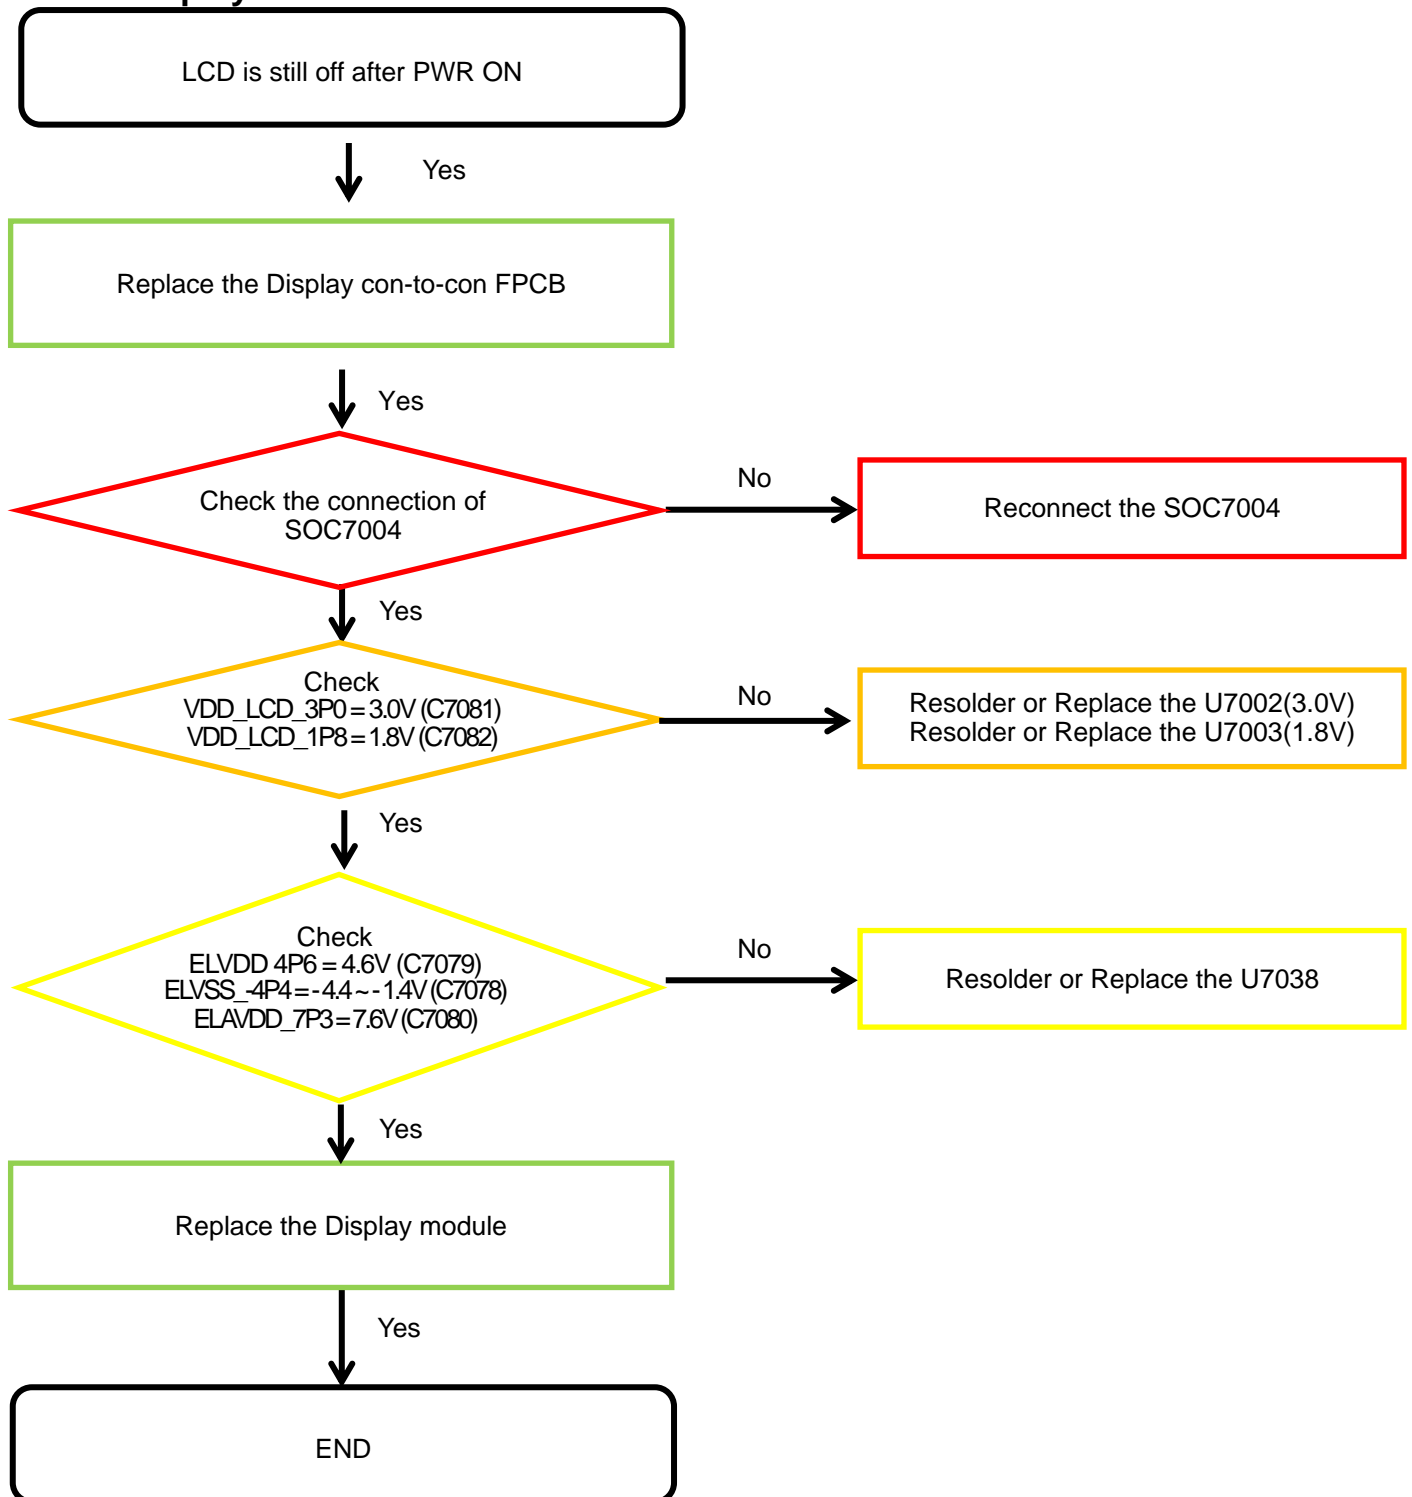 LCD is still off after PWR ON
Yes
Replace the Display con-to-con FPCB
Yes
Check the connection of
SOC7004
No
Reconnect the SOC7004
Yes
Check
VDD_LCD_3P0 = 3.0V (C7081)
VDD_LCD_1P8 = 1.8V (C7082)
No
Resolder or Replace the U7002(3.0V)
Resolder or Replace the U7003(1.8V)
Yes
Check
ELVDD 4P6 = 4.6V (C7079)
ELVSS_-4P4 = - 4.4 ~ - 1.4V (C7078)
ELAVDD_7P3 = 7.6V (C7080)
No
Resolder or Replace the U7038
Yes
Replace the Display module
Yes
END